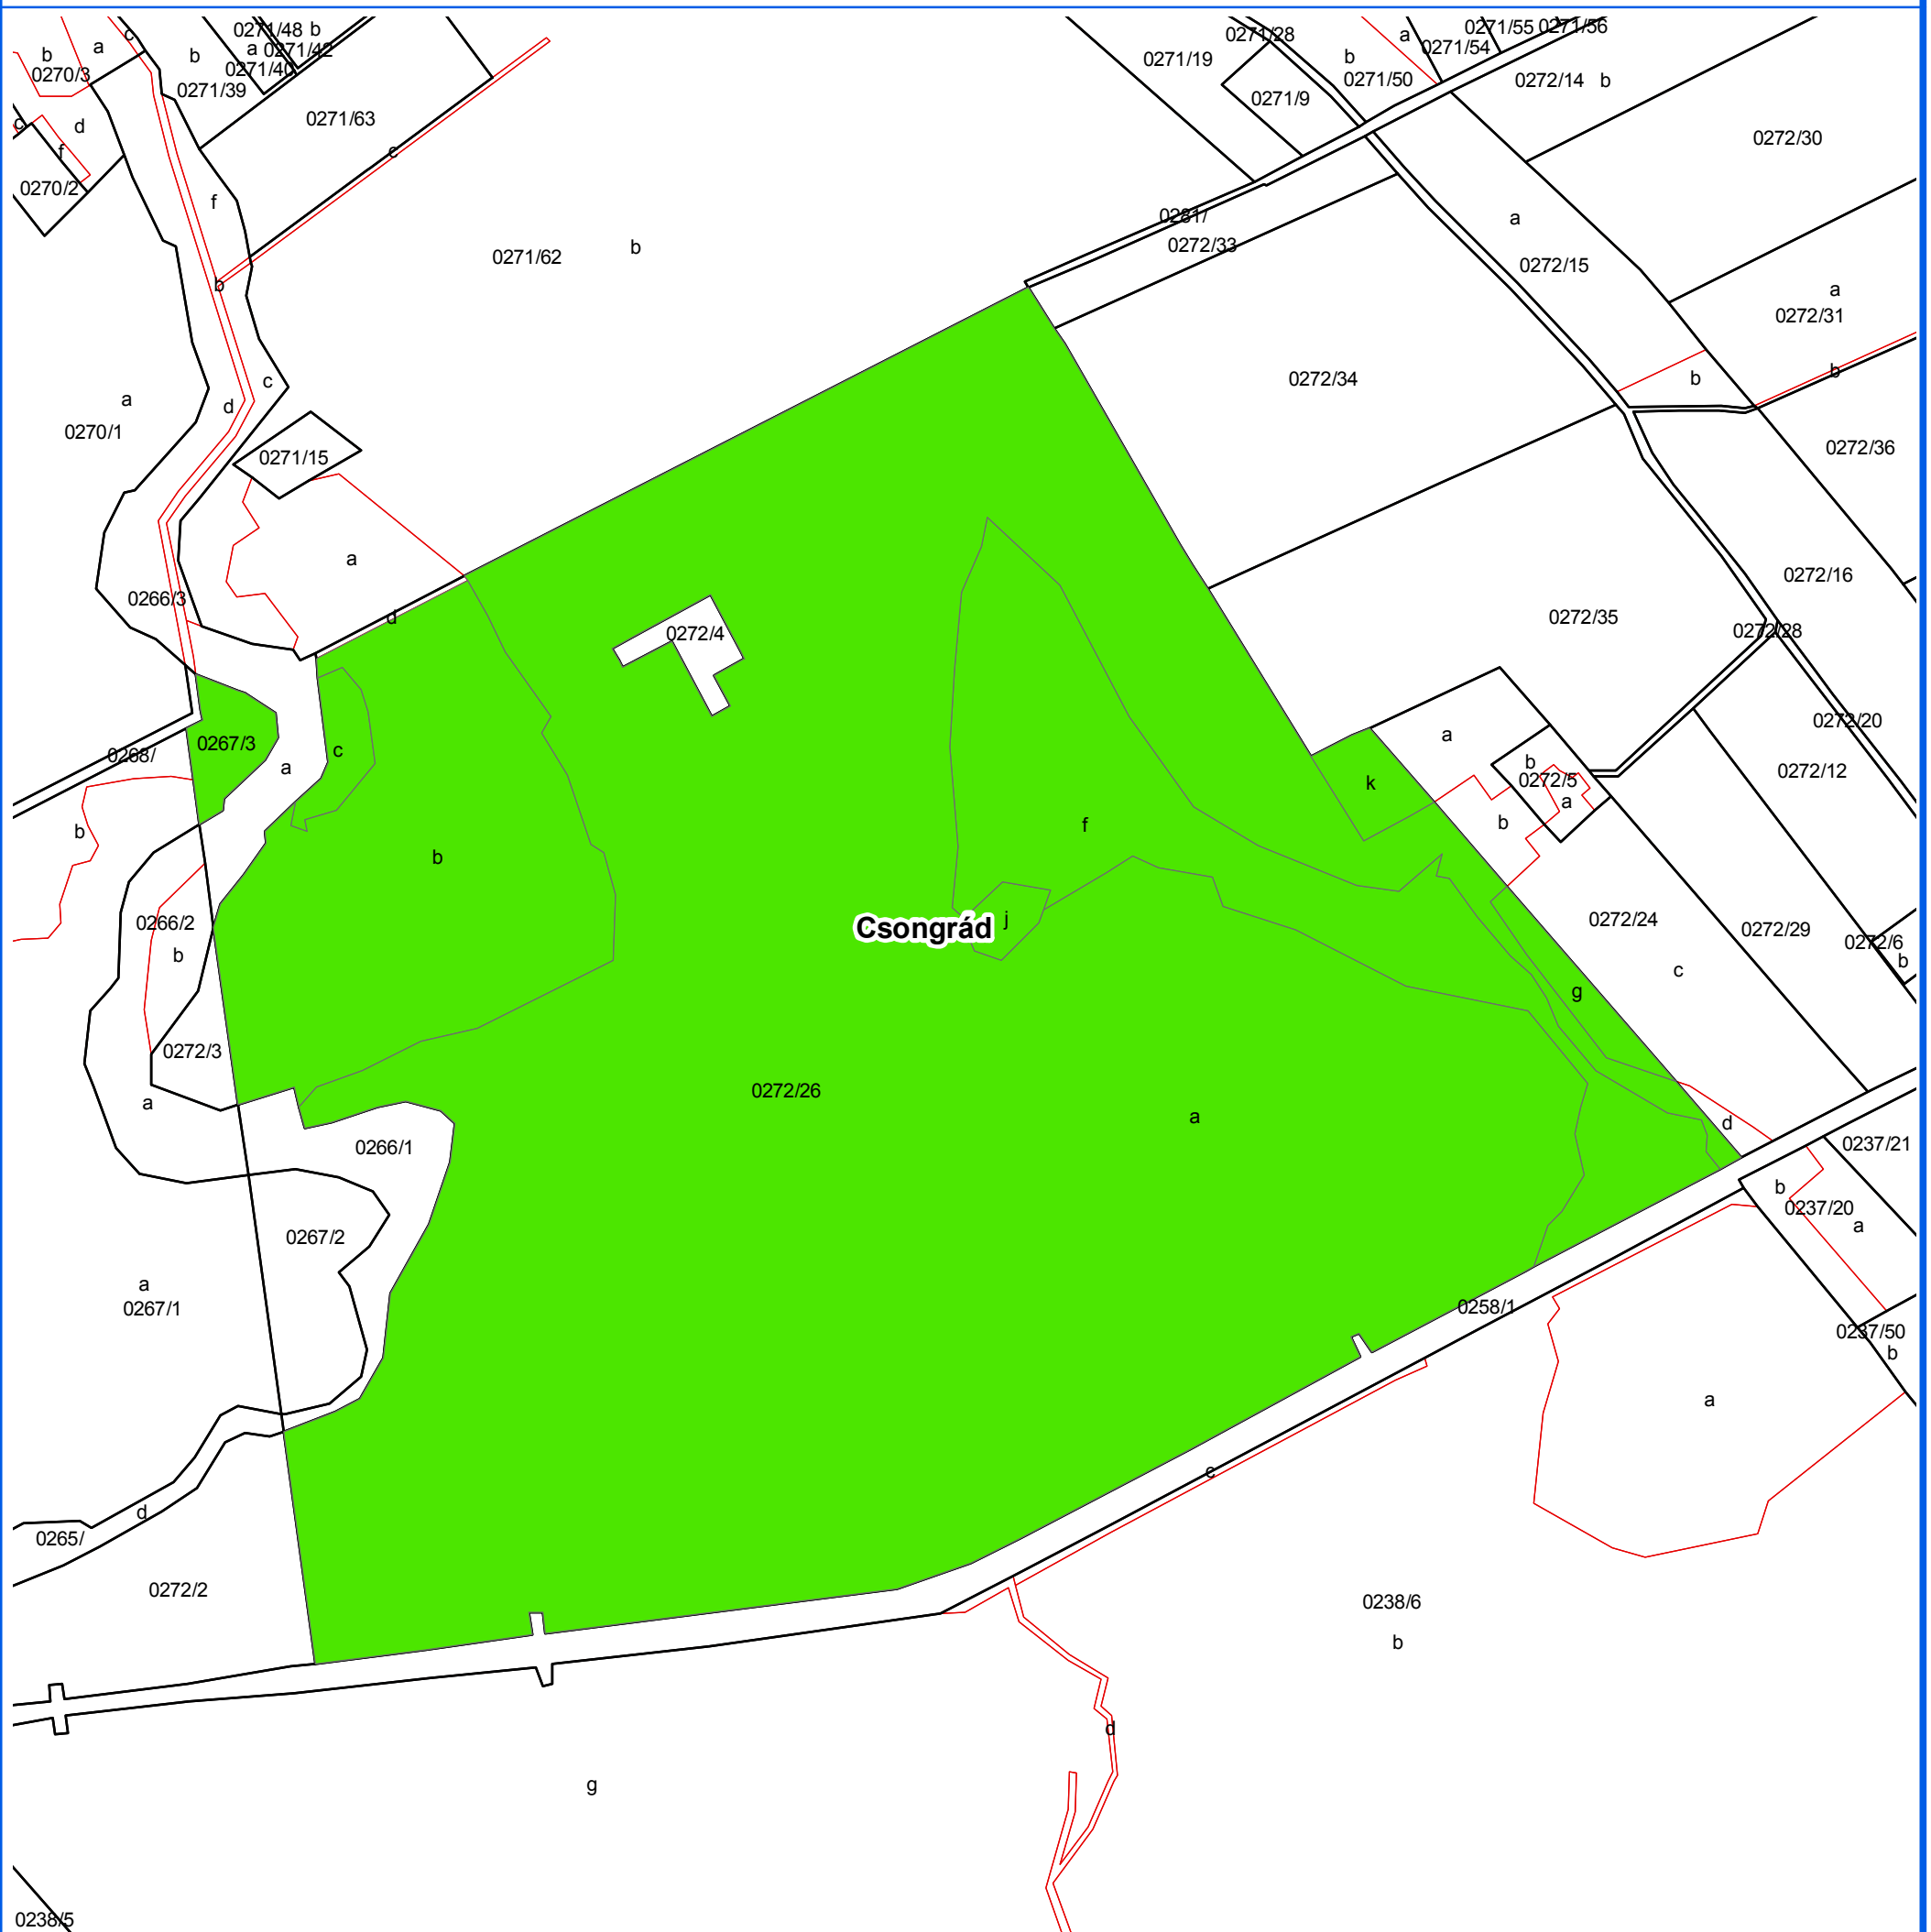 0271/48 b
b a c
b a 0271/42
0270/3
0271/40
0271/39
0271/63
c
d
f
c
0270/2
f
0271/62 b
b
a
0270/1
c
d
0271/15
a
0266/3
d
0271/28
0271/19
0271/9
b
0271/50
a
0271/54
0271/55
0271/56
0272/14 b
0272/30
0281/
0272/33
a
0272/15
a
0272/31
0272/34
b
b
0272/36
0272/16
0272/35
0272/28
0272/20
0272/12
0272/4
0268/
0267/3
a
c
b
b
a
b
0272/5
a
b
k
f
j
Csongrád
0266/2
b
0272/24
0272/29
0272/6
b
c
g
0272/3
a
0272/26
a
0266/1
d
0237/21
b
0237/20
a
0267/2
a
0267/1
0258/1
0237/50
b
a
c
d
0265/
0272/2
0238/6
b
d
g
0238/5